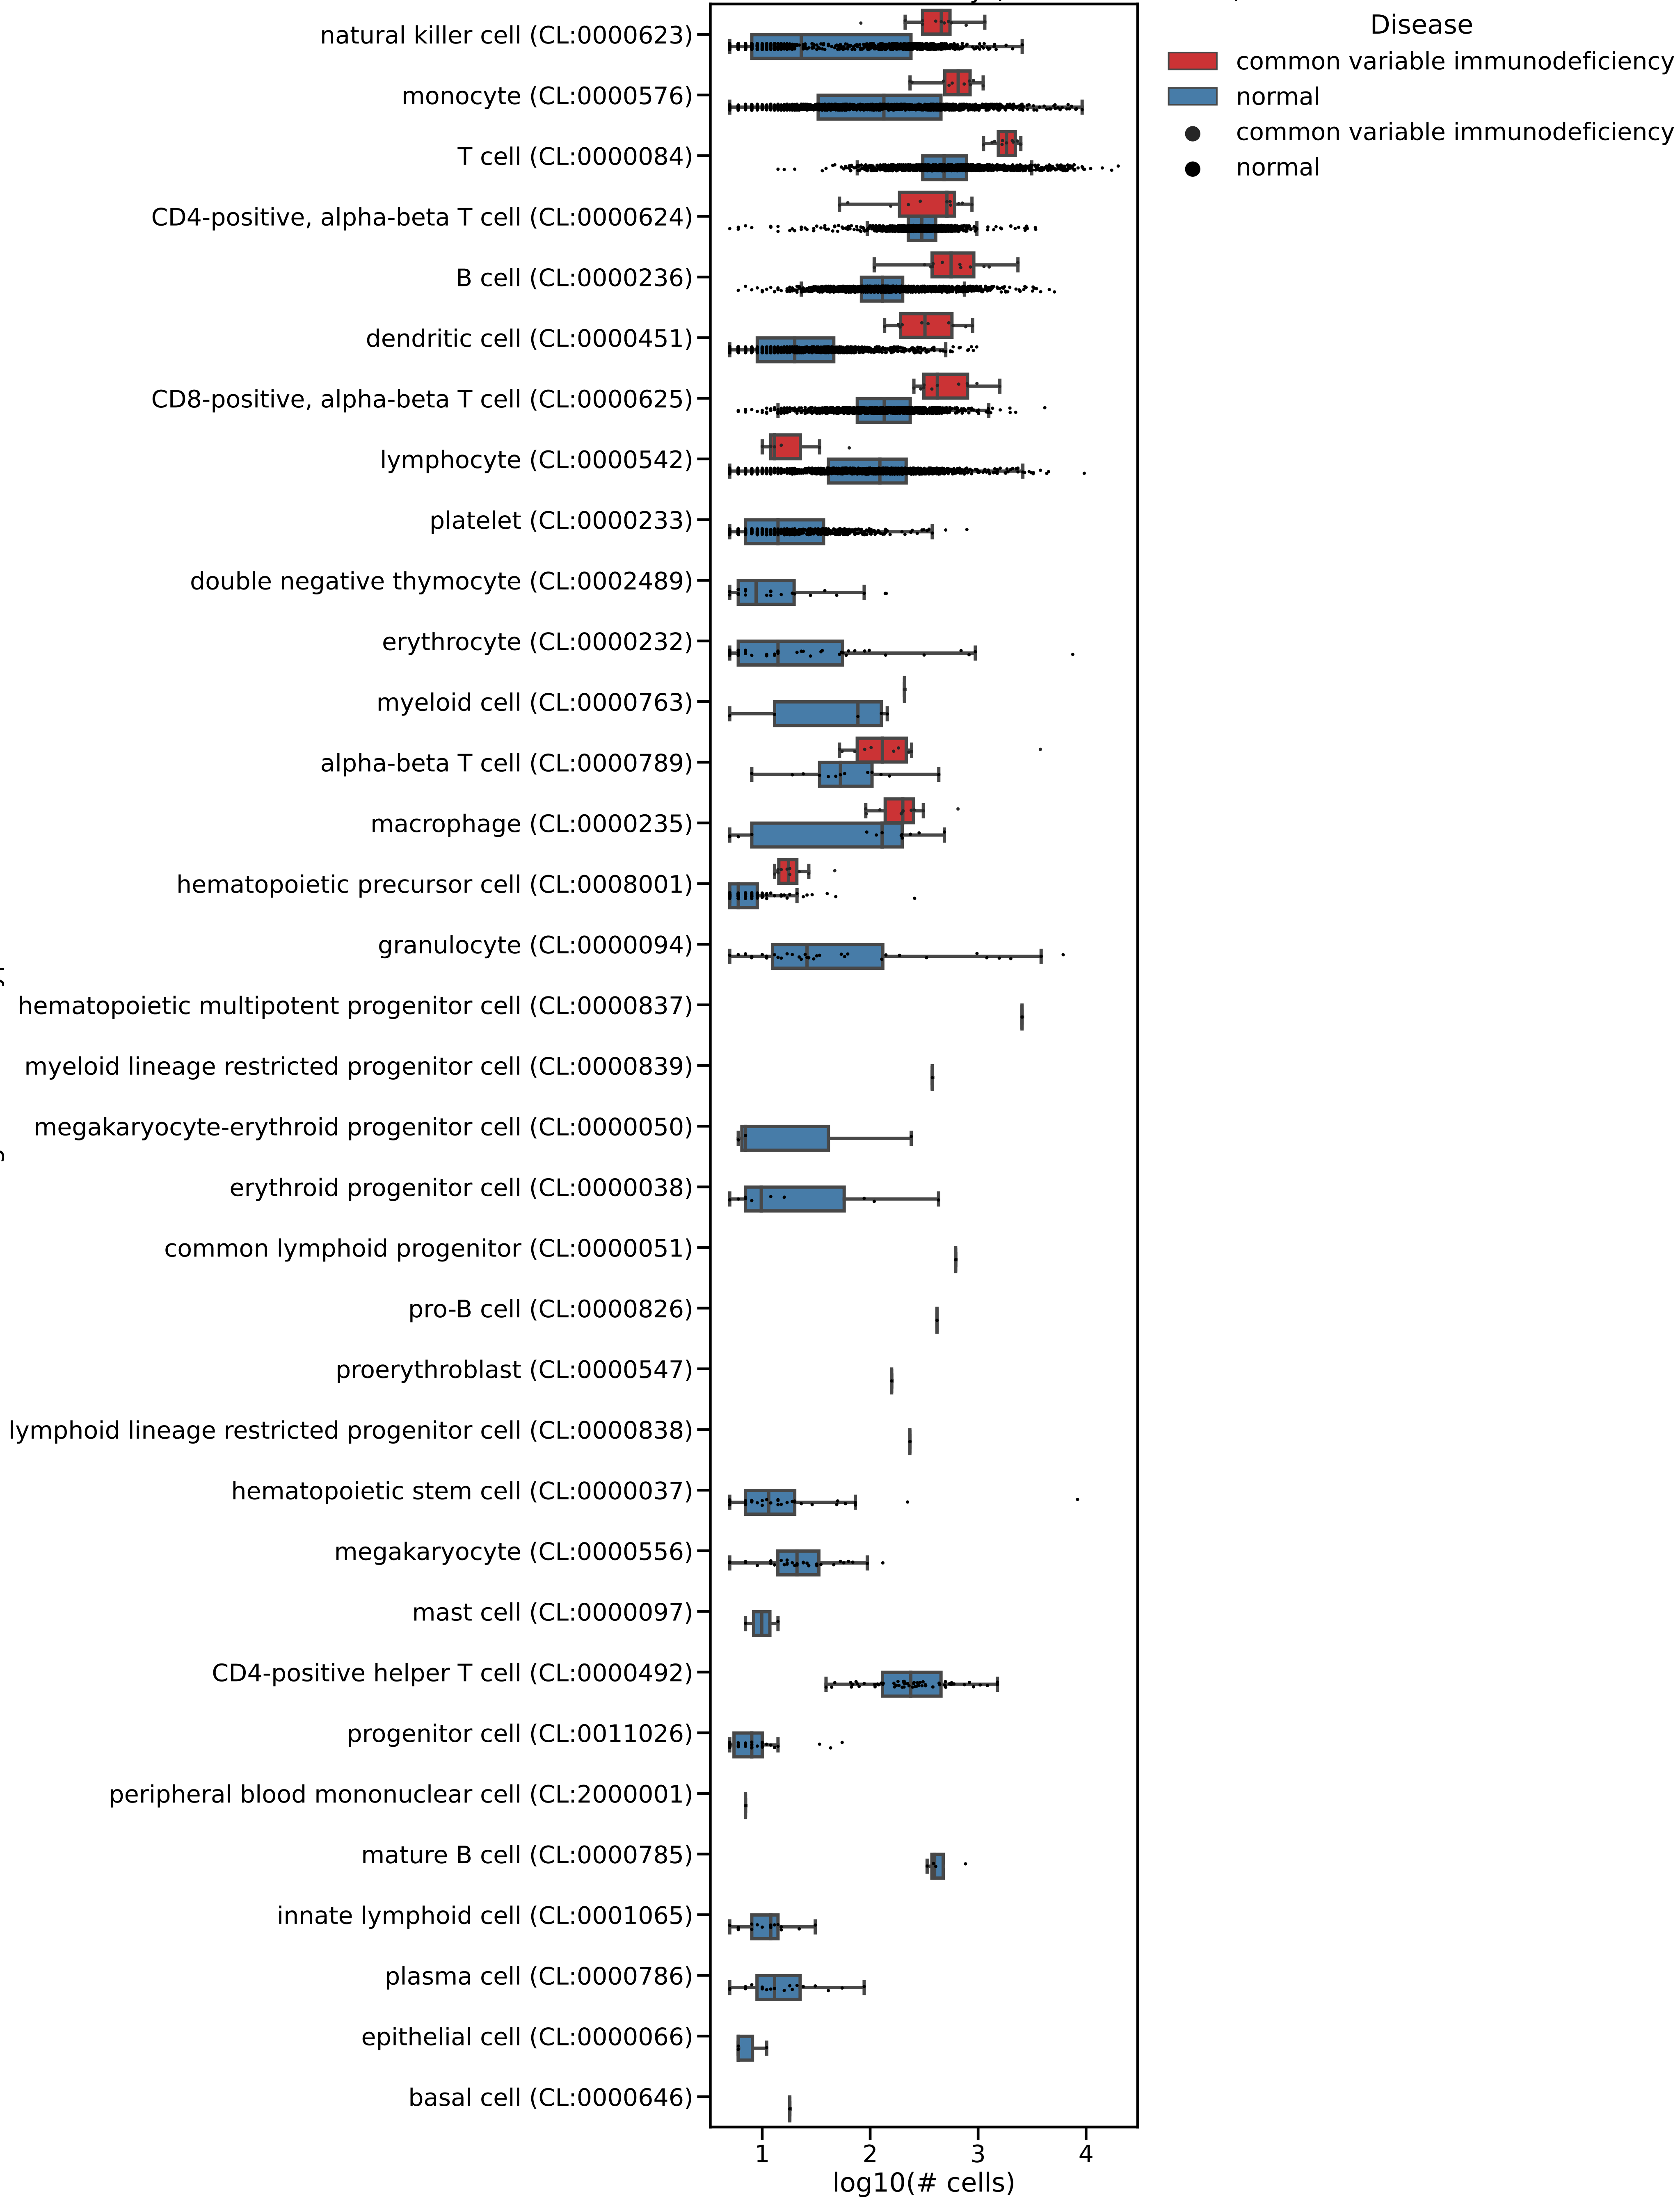 natural killer cell (CL:0000623)
monocyte (CL:0000576)
T cell (CL:0000084)
CD4-positive, alpha-beta T cell (CL:0000624)
B cell (CL:0000236)
dendritic cell (CL:0000451)
CD8-positive, alpha-beta T cell (CL:0000625)
lymphocyte (CL:0000542)
platelet (CL:0000233)
double negative thymocyte (CL:0002489)
erythrocyte (CL:0000232)
myeloid cell (CL:0000763)
alpha-beta T cell (CL:0000789)
macrophage (CL:0000235)
hematopoietic precursor cell (CL:0008001)
granulocyte (CL:0000094)
hematopoietic multipotent progenitor cell (CL:0000837)
myeloid lineage restricted progenitor cell (CL:0000839)
megakaryocyte-erythroid progenitor cell (CL:0000050)
erythroid progenitor cell (CL:0000038)
common lymphoid progenitor (CL:0000051)
pro-B cell (CL:0000826)
proerythroblast (CL:0000547)
lymphoid lineage restricted progenitor cell (CL:0000838)
hematopoietic stem cell (CL:0000037)
megakaryocyte (CL:0000556)
mast cell (CL:0000097)
CD4-positive helper T cell (CL:0000492)
progenitor cell (CL:0011026)
peripheral blood mononuclear cell (CL:2000001)
mature B cell (CL:0000785)
innate lymphoid cell (CL:0001065)
plasma cell (CL:0000786)
epithelial cell (CL:0000066)
basal cell (CL:0000646)
1 2 3 4
log10(# cells)
Disease
common variable immunodeficiency
normal
common variable immunodeficiency
normal